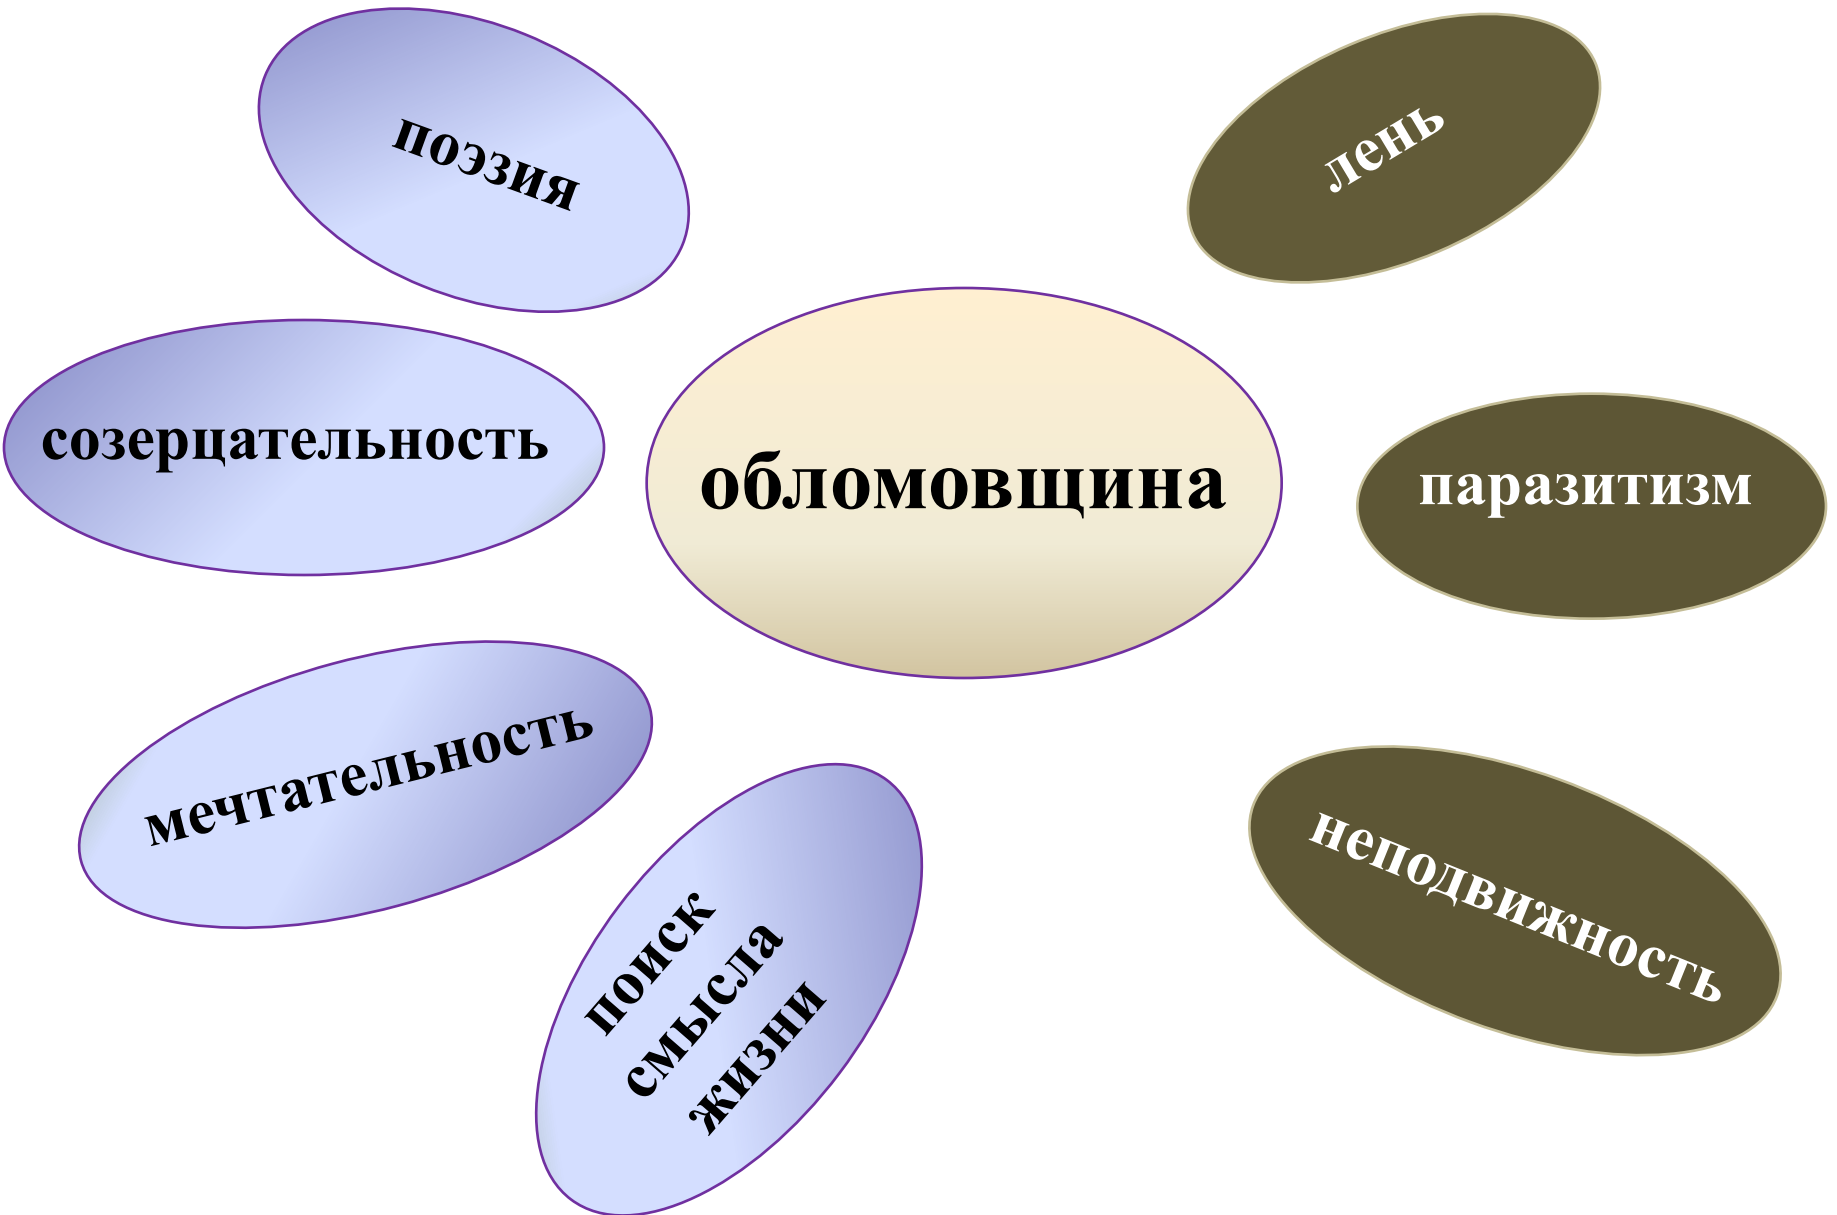 поэзия
лень
созерцательность
обломовщина
паразитизм
мечтательность
неподвижность
поиск
смысла
жизни